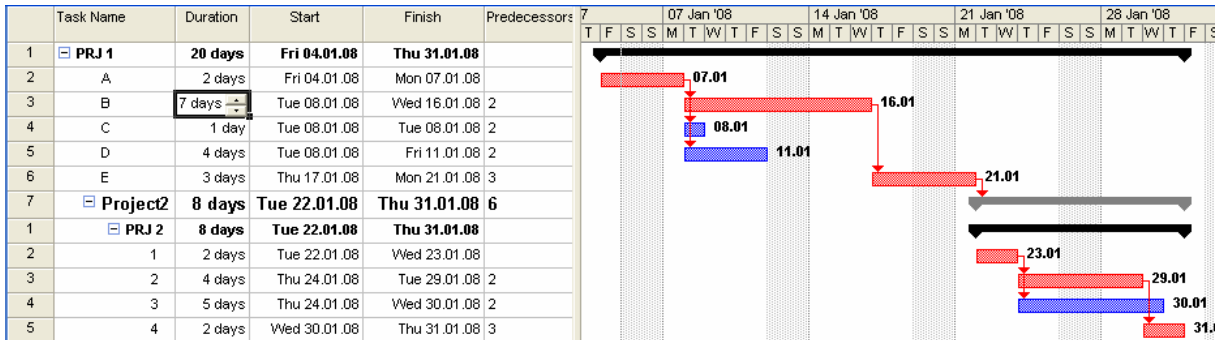 Task Name Duration Start Finish Predecessors 7 07 Jan '08 14 Jan '08 21 Jan '08 28 Jan '08
T F S S M T W T F S S M T W T F S S M T W T F S S M T W T F S
1 PRJ 1 20 days Fri 04.01.08 Thu 31.01.08
2 A 2 days Fri 04.01.08 Mon 07.01.08 07.01
3 B 7 days Tue 08.01.08 Wed 16.01.08 2 16.01
4 C 1 day Tue 08.01.08 Tue 08.01.08 2 08.01
5 D 4 days Tue 08.01.08 Fri 11.01.08 2 11.01
6 E 3 days Thu 17.01.08 Mon 21.01.08 3 21.01
7 Project2 8 days Tue 22.01.08 Thu 31.01.08 6
1 PRJ 2 8 days Tue 22.01.08 Thu 31.01.08
2 1 2 days Tue 22.01.08 Wed 23.01.08 23.01
3 2 4 days Thu 24.01.08 Tue 29.01.08 2 29.01
4 3 5 days Thu 24.01.08 Wed 30.01.08 2 30.01
5 4 2 days Wed 30.01.08 Thu 31.01.08 3 31.